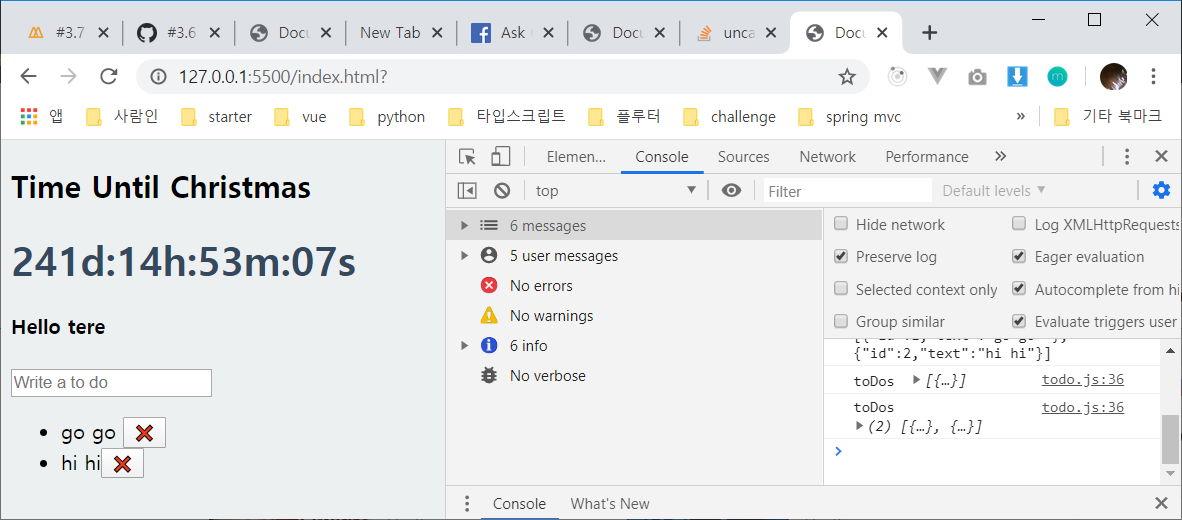 #3.7
#3.6
Docu
New Tab
Ask
Docu
unca
Docu
127.0.0.1:5500/index.html?
앱
사람인
starter
vue
python
타입스크립트
플루터
challenge
spring mvc
»
기타 북마크
Time Until Christmas
241d:14h:53m:07s
Hello tere
Write a to do
• go go
• hi hi
Elemen… Console Sources Network Performance »
top Filter Default levels
6 messages
5 user messages
No errors
No warnings
6 info
No verbose
Hide network Log XMLHttpRequests
Preserve log Eager evaluation
Selected context only Autocomplete from hi
Group similar Evaluate triggers user
{"id":2,"text":"hi hi"}]
toDos [{…}] todo.js:36
toDos todo.js:36
(2) [{…}, {…}]
Console What's New